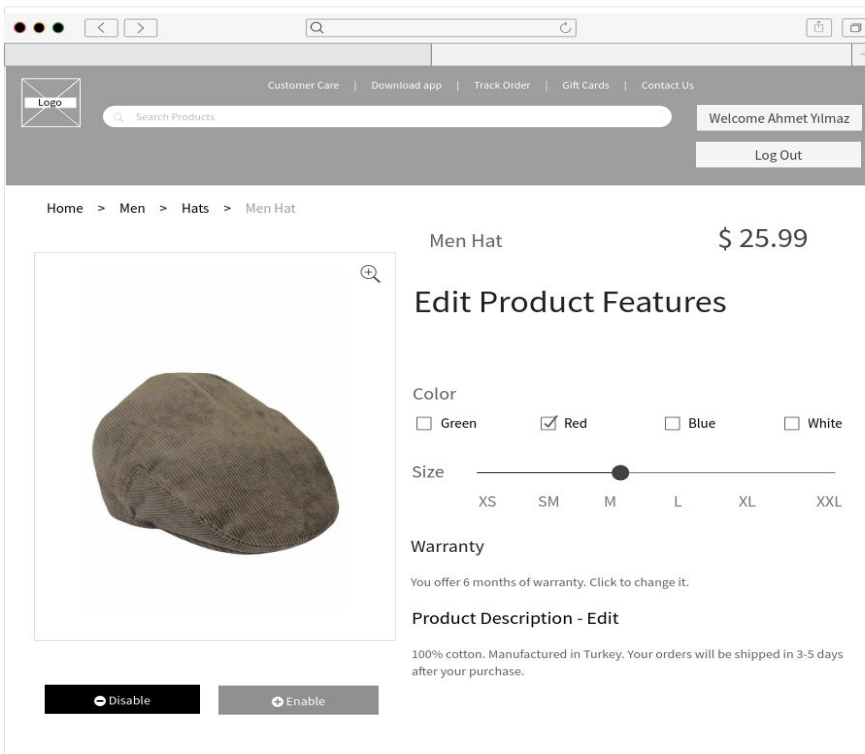 Customer Care | Download app | Track Order | Gift Cards | Contact Us
Logo
Search Products
Welcome Ahmet Yılmaz
Log Out
Home > Men > Hats > Men Hat
Men Hat
$ 25.99
Edit Product Features
Color
Green Red Blue White
Size
XS SM M L XL XXL
Warranty
You offer 6 months of warranty. Click to change it.
Product Description - Edit
100% cotton. Manufactured in Turkey. Your orders will be shipped in 3-5 days
after your purchase.
Disable
Enable